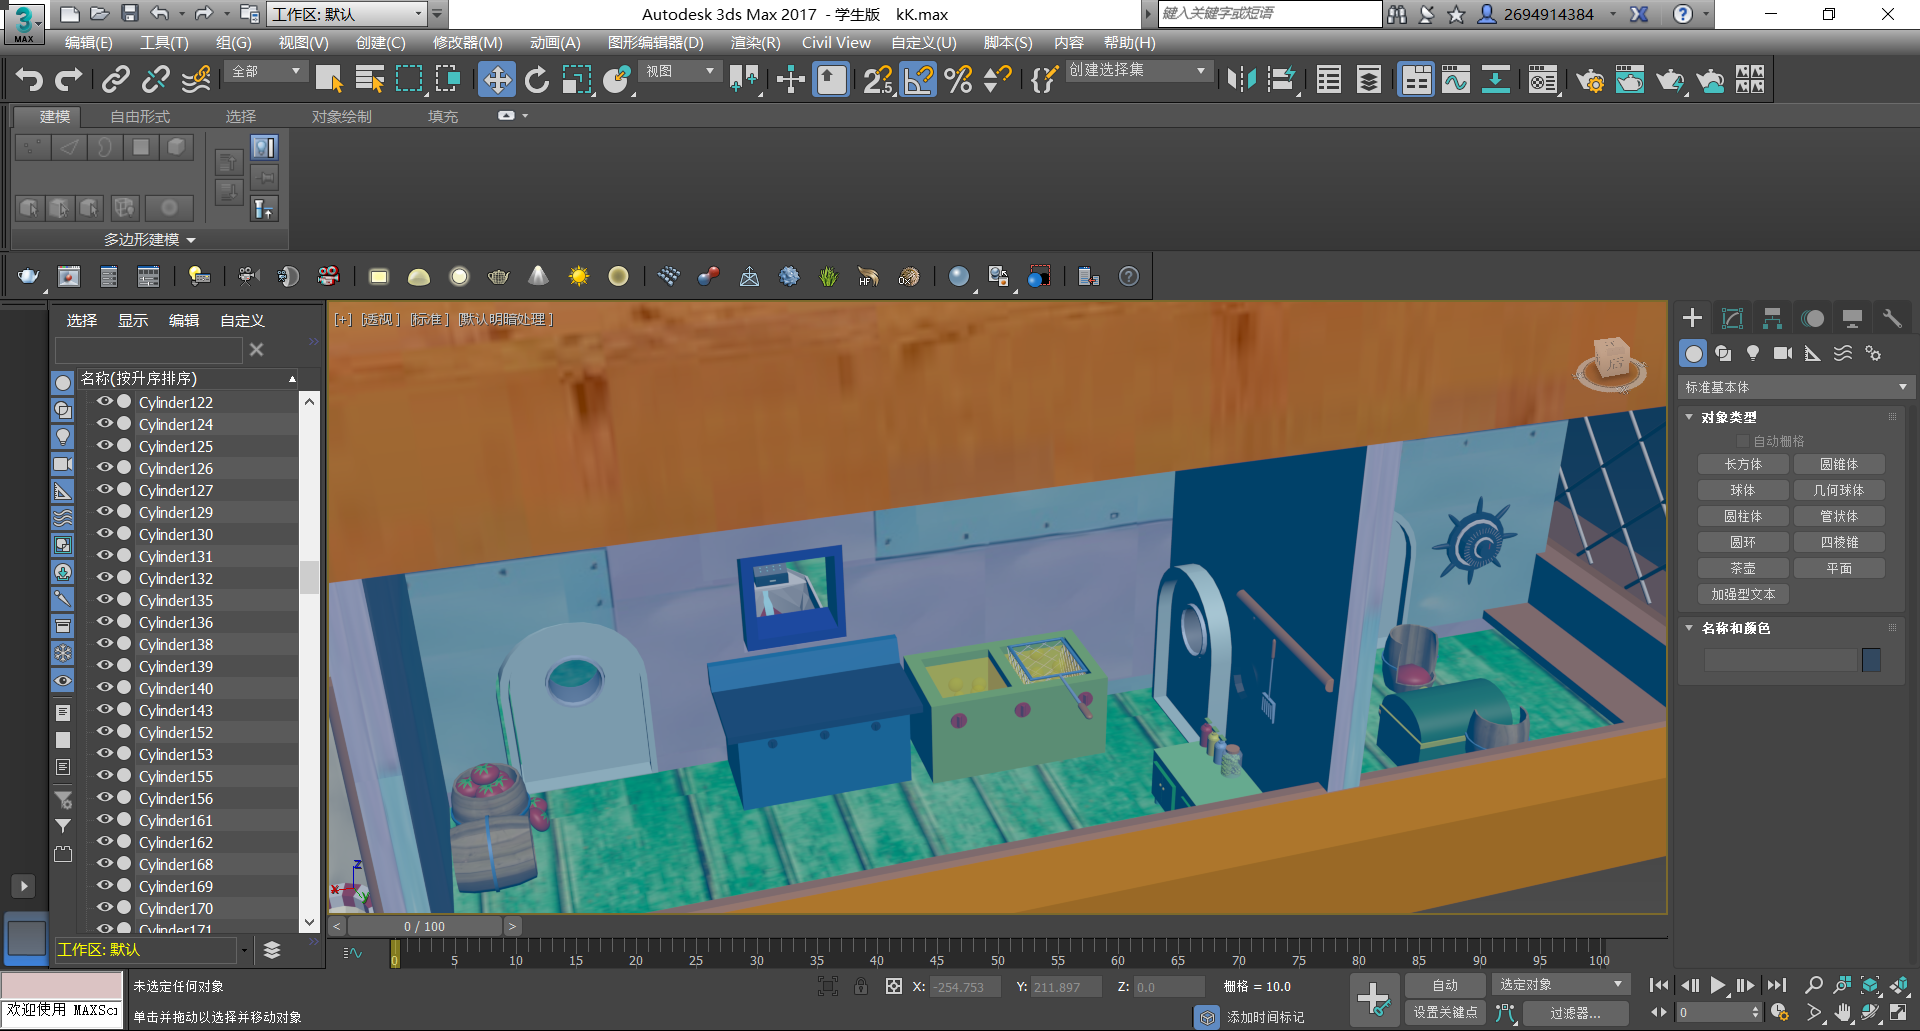 工作区: 默认
Autodesk 3ds Max 2017 - 学生版 kK.max
键入关键字或短语
2694914384
MAX
编辑(E) 工具(T) 组(G) 视图(V) 创建(C) 修改器(M) 动画(A) 图形编辑器(D) 渲染(R) Civil View 自定义(U) 脚本(S) 内容 帮助(H)
全部
视图
创建选择集
建模 自由形式 选择 对象绘制 填充
多边形建模
选择 显示 编辑 自定义
名称(按升序排序)
Cylinder122
Cylinder124
Cylinder125
Cylinder126
Cylinder127
Cylinder129
Cylinder130
Cylinder131
Cylinder132
Cylinder135
Cylinder136
Cylinder138
Cylinder139
Cylinder140
Cylinder143
Cylinder152
Cylinder153
Cylinder155
Cylinder156
Cylinder161
Cylinder162
Cylinder168
Cylinder169
Cylinder170
Cylinder171
工作区: 默认
[+] [透视] [标准] [默认明暗处理]
标准基本体
对象类型
自动栅格
长方体 圆锥体
球体 几何球体
圆柱体 管状体
圆环 四棱锥
茶壶 平面
加强型文本
名称和颜色
0 / 100
0 5 10 15 20 25 30 35 40 45 50 55 60 65 70 75 80 85 90 95 100
未选定任何对象
X: -254.753 Y: 211.897 Z: 0.0 栅格 = 10.0
自动 选定对象
欢迎使用 MAXSc
单击并拖动以选择并移动对象
添加时间标记
设置关键点 过滤器...
0